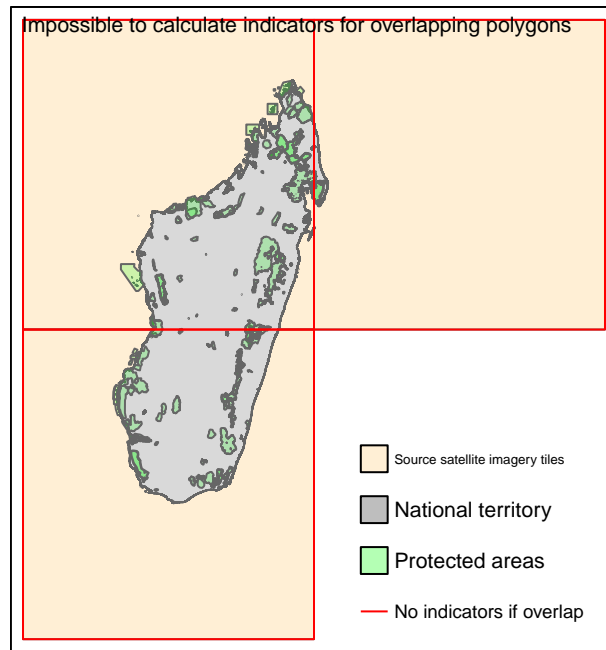 Impossible to calculate indicators for overlapping polygons
Source satellite imagery tiles
National territory
Protected areas
No indicators if overlap